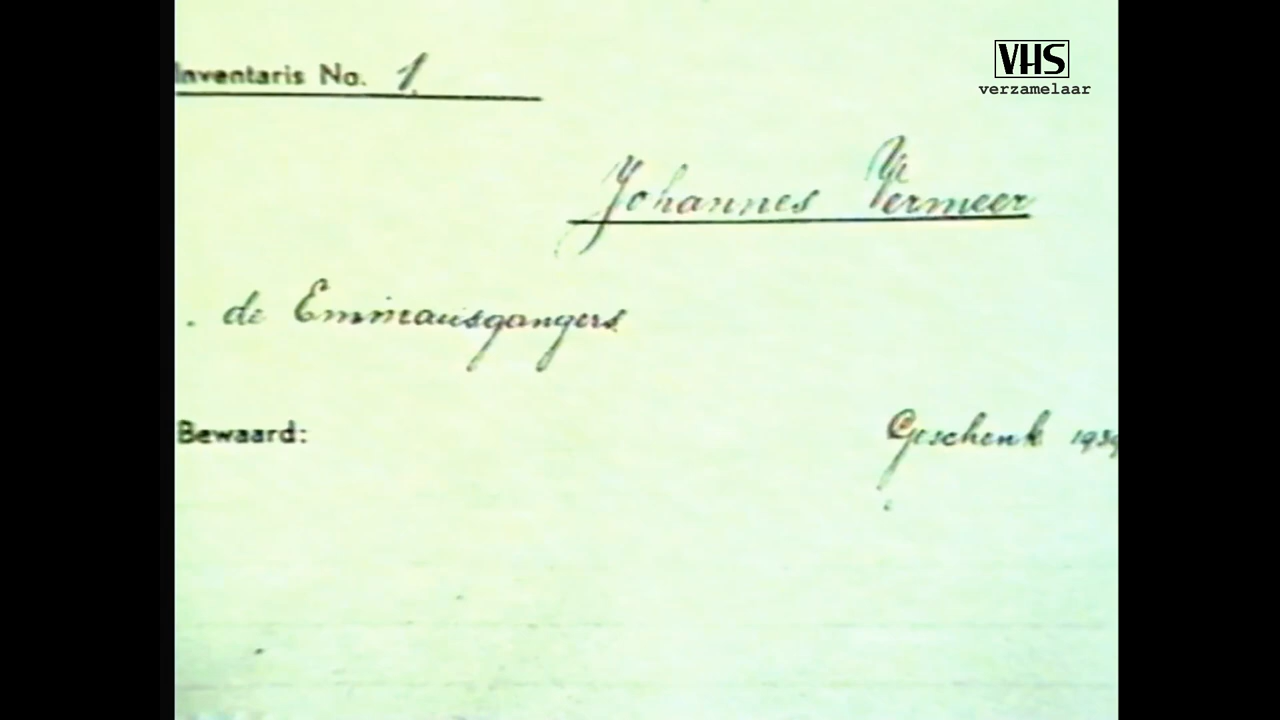 VHS
verzamelaar
Inventaris No. 1
Johannes Vermeer
. de Emmausgangers
Bewaard:
Geschenk